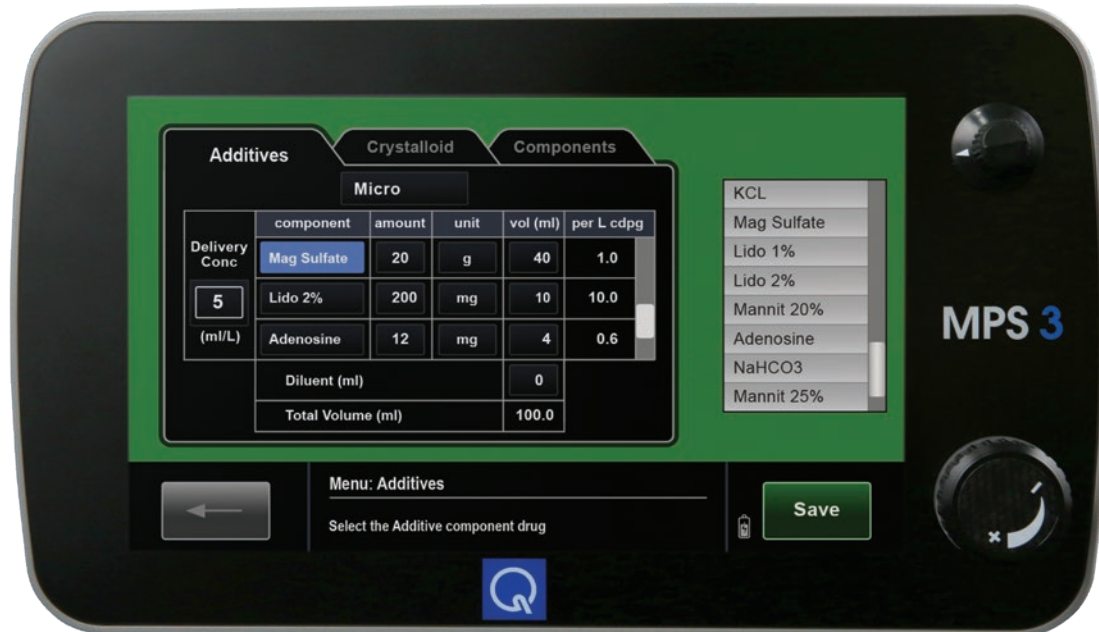 Additives Crystalloid Components
Micro
component amount unit vol (ml) per L cdpg
Delivery Conc
5
(ml/L)
Mag Sulfate 20 g 40 1.0
Lido 2% 200 mg 10 10.0
Adenosine 12 mg 4 0.6
Diluent (ml) 0
Total Volume (ml) 100.0
KCL
Mag Sulfate
Lido 1%
Lido 2%
Mannit 20%
Adenosine
NaHCO3
Mannit 25%
MPS 3
Menu: Additives
Select the Additive component drug
Save
Q